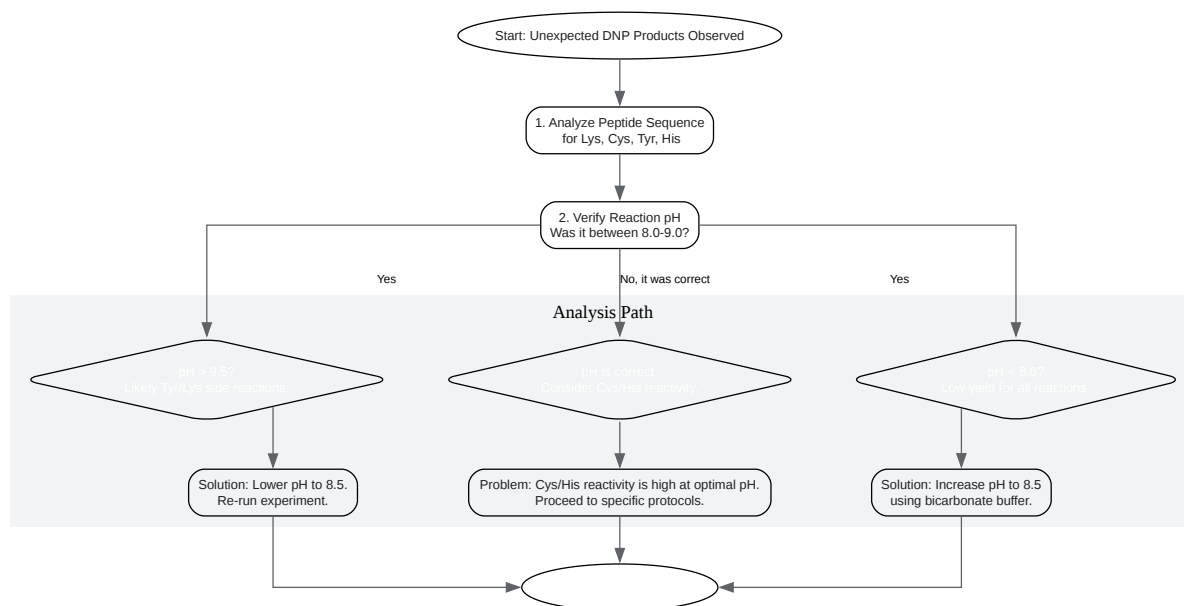 Start: Unexpected DNP Products Observed
1. Analyze Peptide Sequence
for Lys, Cys, Tyr, His
2. Verify Reaction pH
Was it between 8.0-9.0?
Yes
No, it was correct
Yes
Analysis Path
pH > 9.5?
Likely Tyr/Lys side reactions.
pH is correct.
Consider Cys/His reactivity.
pH < 8.0?
Low yield for all reactions.
Solution: Lower pH to 8.5.
Re-run experiment.
Problem: Cys/His reactivity is high at optimal pH.
Proceed to specific protocols.
Solution: Increase pH to 8.5
using bicarbonate buffer.